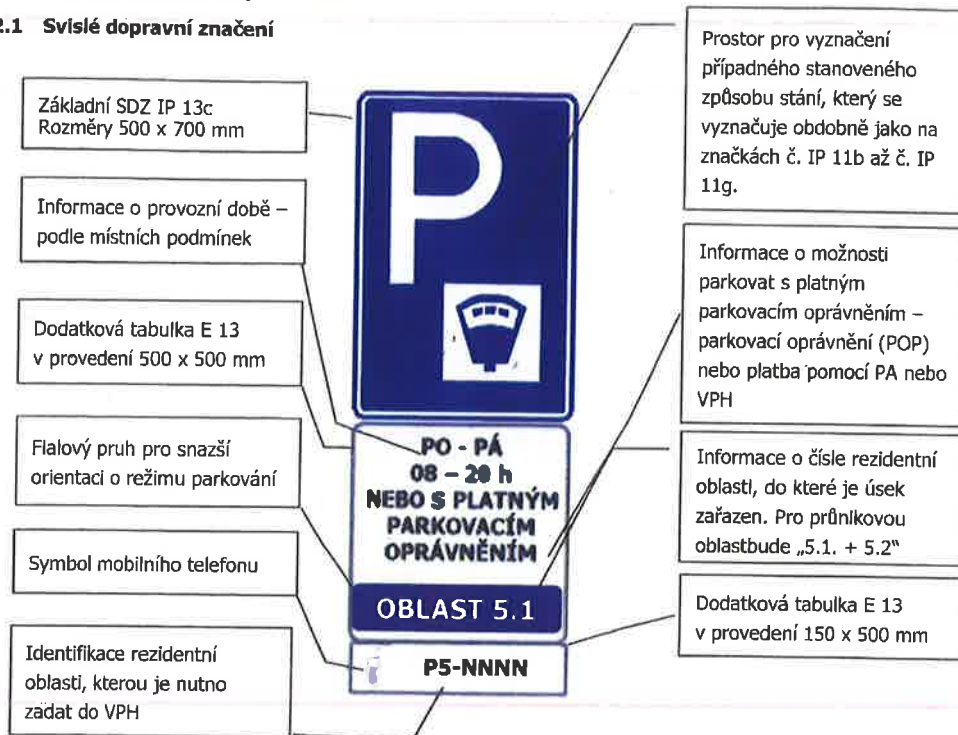 2.1 Svislé dopravní značení
Základní SDZ IP 13c
Rozměry 500 x 700 mm
Informace o provozní době –
podle místních podmínek
Dodatková tabulka E 13
v provedení 500 x 500 mm
Fialový pruh pro snazší
orientaci o režimu parkování
Symbol mobilního telefonu
Identifikace rezidentní
oblasti, kterou je nutno
zadat do VPH
P
PO - PÁ
08 – 20 h
NEBO S PLATNÝM
PARKOVACÍM
OPRÁVNĚNÍM
OBLAST 5.1
P5-NNNN
Prostor pro vyznačení
případného stanoveného
způsobu stání, který se
vyznačuje obdobně jako na
značkách č. IP 11b až č. IP
11g.
Informace o možnosti
parkovat s platným
parkovacím oprávněním –
parkovací oprávnění (POP)
nebo platba pomocí PA nebo
VPH
Informace o čísle rezidentní
oblasti, do které je úsek
zařazen. Pro průnikovou
oblastbude „5.1. + 5.2“
Dodatková tabulka E 13
v provedení 150 x 500 mm